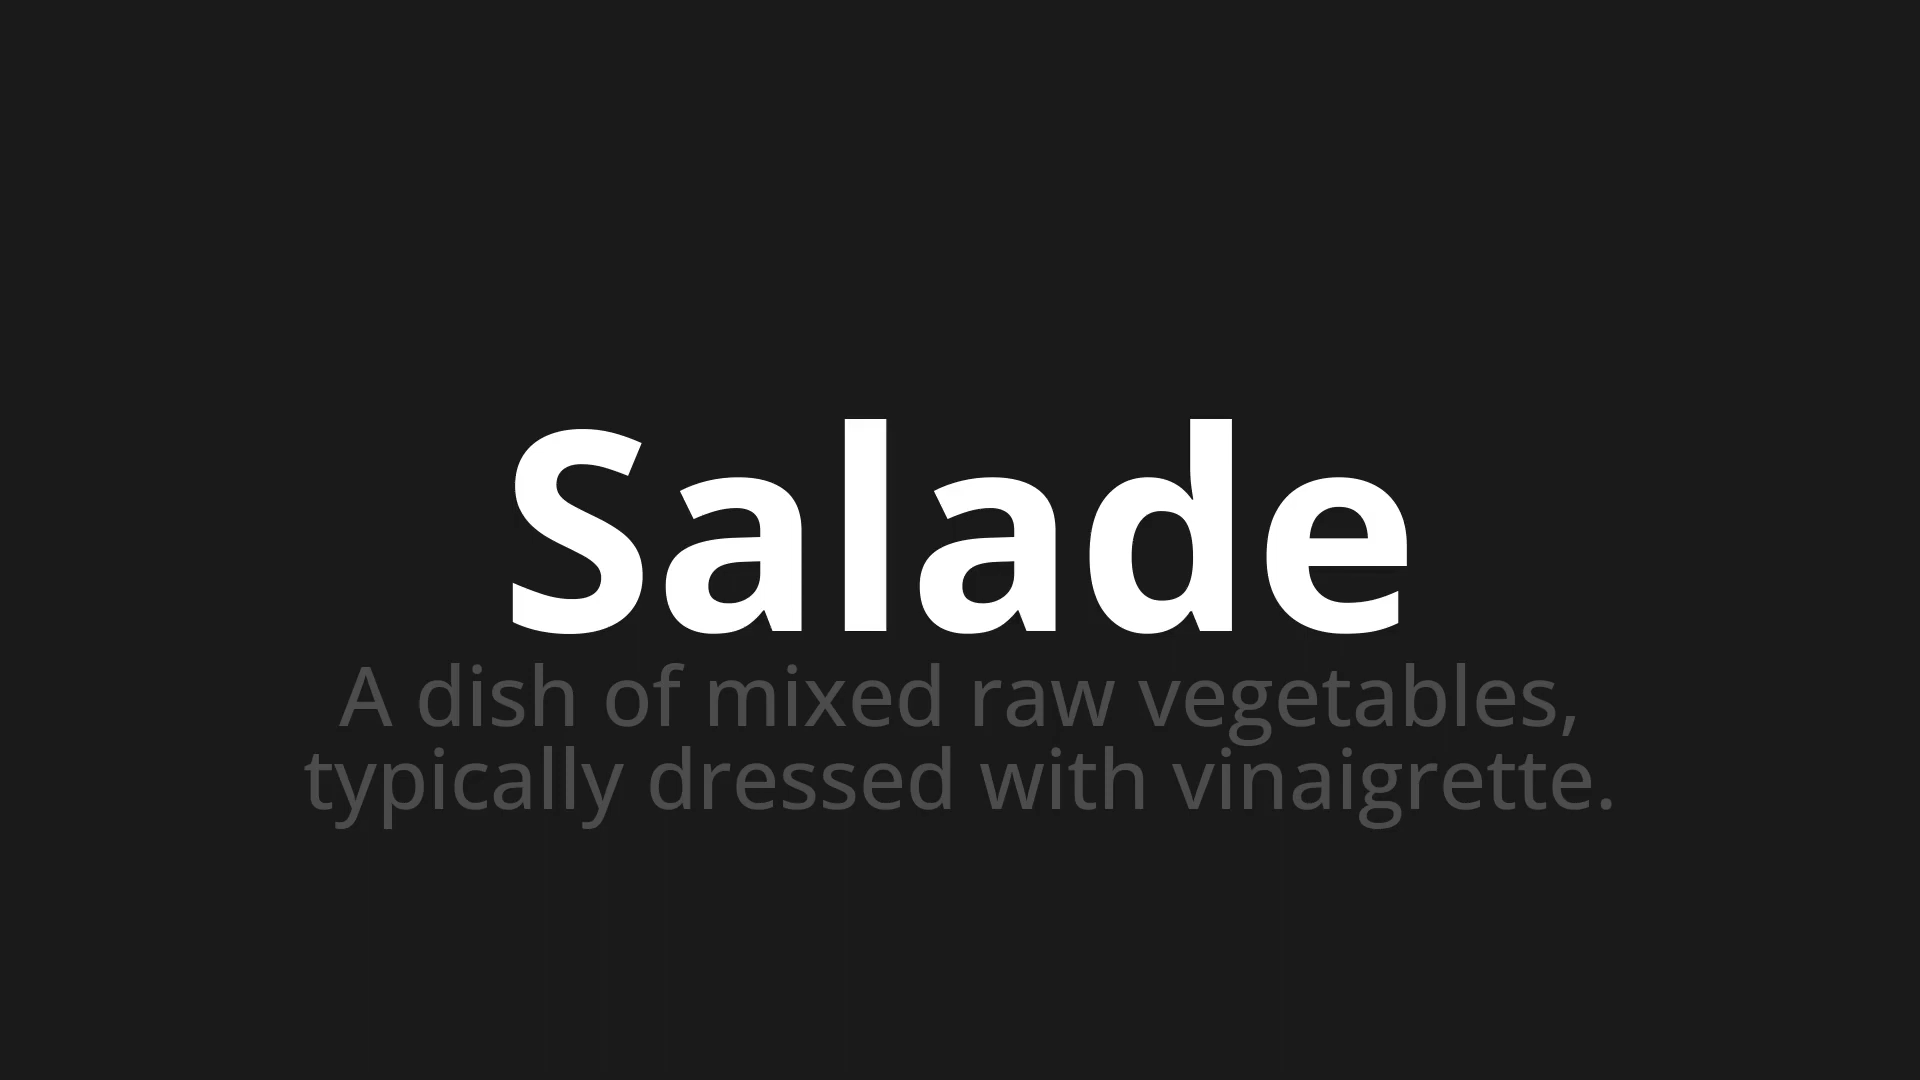 Salade
A dish of mixed raw vegetables,
typically dressed with vinaigrette.